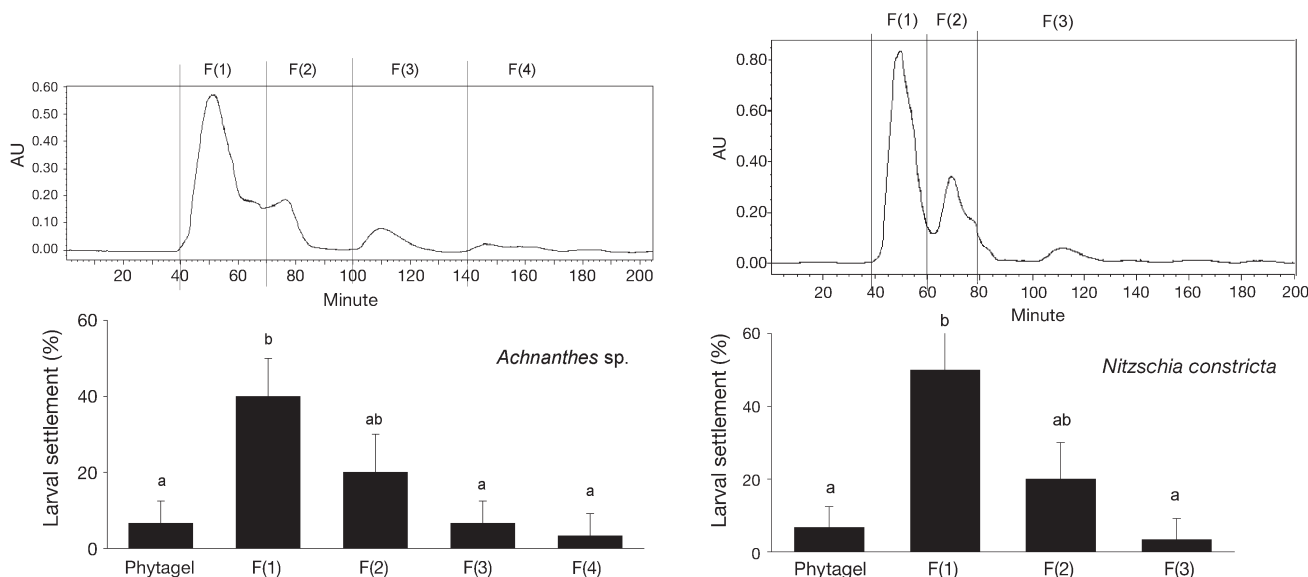 F(1) F(2) F(3) F(4)
0.60
0.50
0.40
0.30
0.20
0.10
0.00
AU
20 40 60 80 100 120 140 160 180 200
Minute
F(1) F(2) F(3)
0.80
0.60
0.40
0.20
0.00
AU
20 40 60 80 100 120 140 160 180 200
Minute
60
40
20
0
Larval settlement (%)
Achnanthes sp.
a b ab a a
Phytagel F(1) F(2) F(3) F(4)
60
40
20
0
Larval settlement (%)
Nitzschia constricta
a b ab a
Phytagel F(1) F(2) F(3)